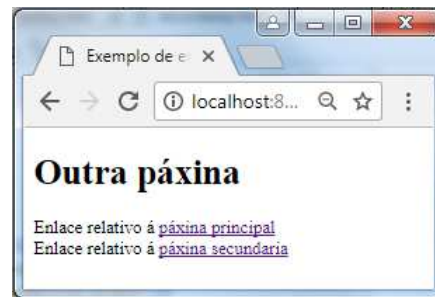 Exemplo de e
localhost:8...
Outra páxina
Enlace relativo á páxina principal
Enlace relativo á páxina secundaria